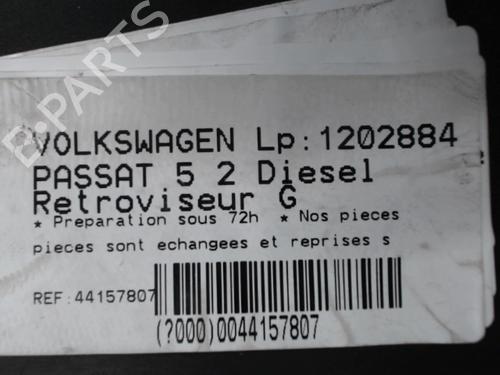 VOLKSWAGEN Lp:1202884
PASSAT 5 2 Diesel
Retroviseur G
* Preparation sous 72h * Nos pieces
pieces sont echangees et reprises s
REF:44157807
(?000)0044157807
B-PARTS